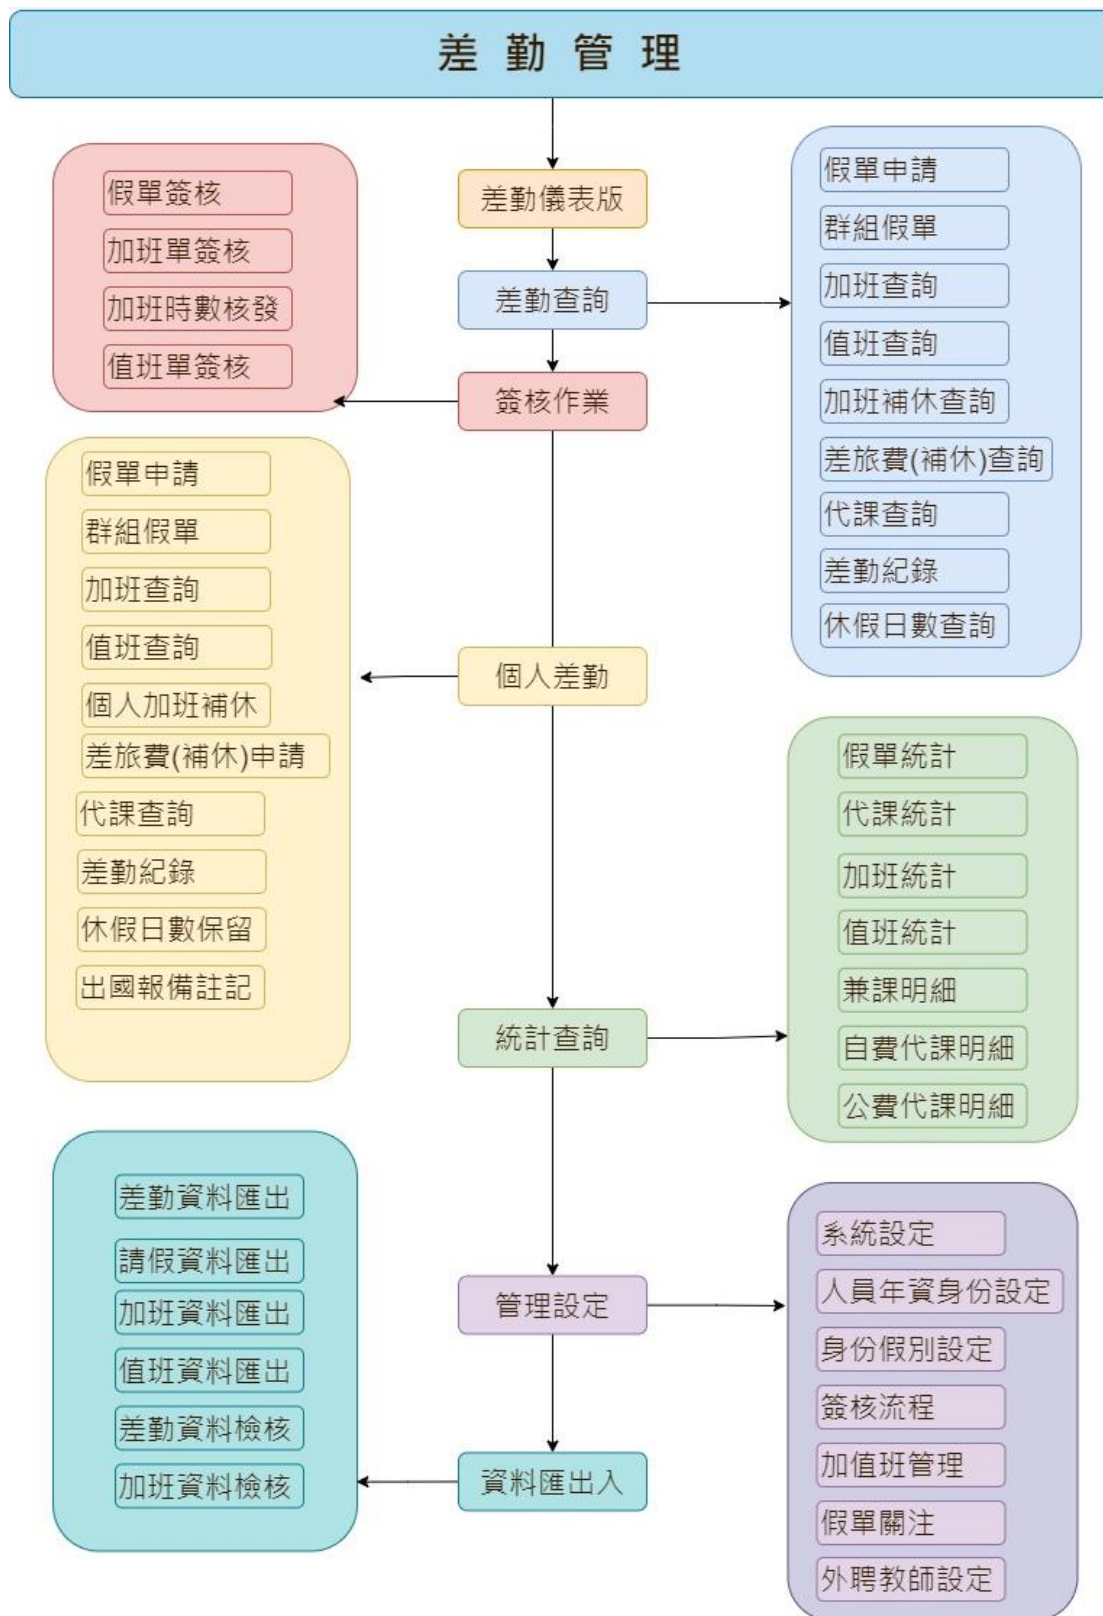 差勤管理
差勤儀表版
差勤查詢
假單申請
群組假單
加班查詢
值班查詢
加班補休查詢
差旅費(補休)查詢
代課查詢
差勤紀錄
休假日數查詢
簽核作業
假單簽核
加班單簽核
加班時數核發
值班單簽核
個人差勤
假單申請
群組假單
加班查詢
值班查詢
個人加班補休
差旅費(補休)申請
代課查詢
差勤紀錄
休假日數保留
出國報備註記
統計查詢
假單統計
代課統計
加班統計
值班統計
兼課明細
自費代課明細
公費代課明細
管理設定
系統設定
人員年資身份設定
身份假別設定
簽核流程
加值班管理
假單關注
外聘教師設定
資料匯出入
差勤資料匯出
請假資料匯出
加班資料匯出
值班資料匯出
差勤資料檢核
加班資料檢核